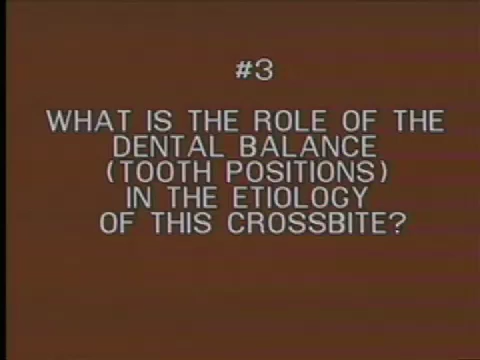 #3
WHAT IS THE ROLE OF THE
DENTAL BALANCE
(TOOTH POSITIONS)
IN THE ETIOLOGY
OF THIS CROSSBITE?